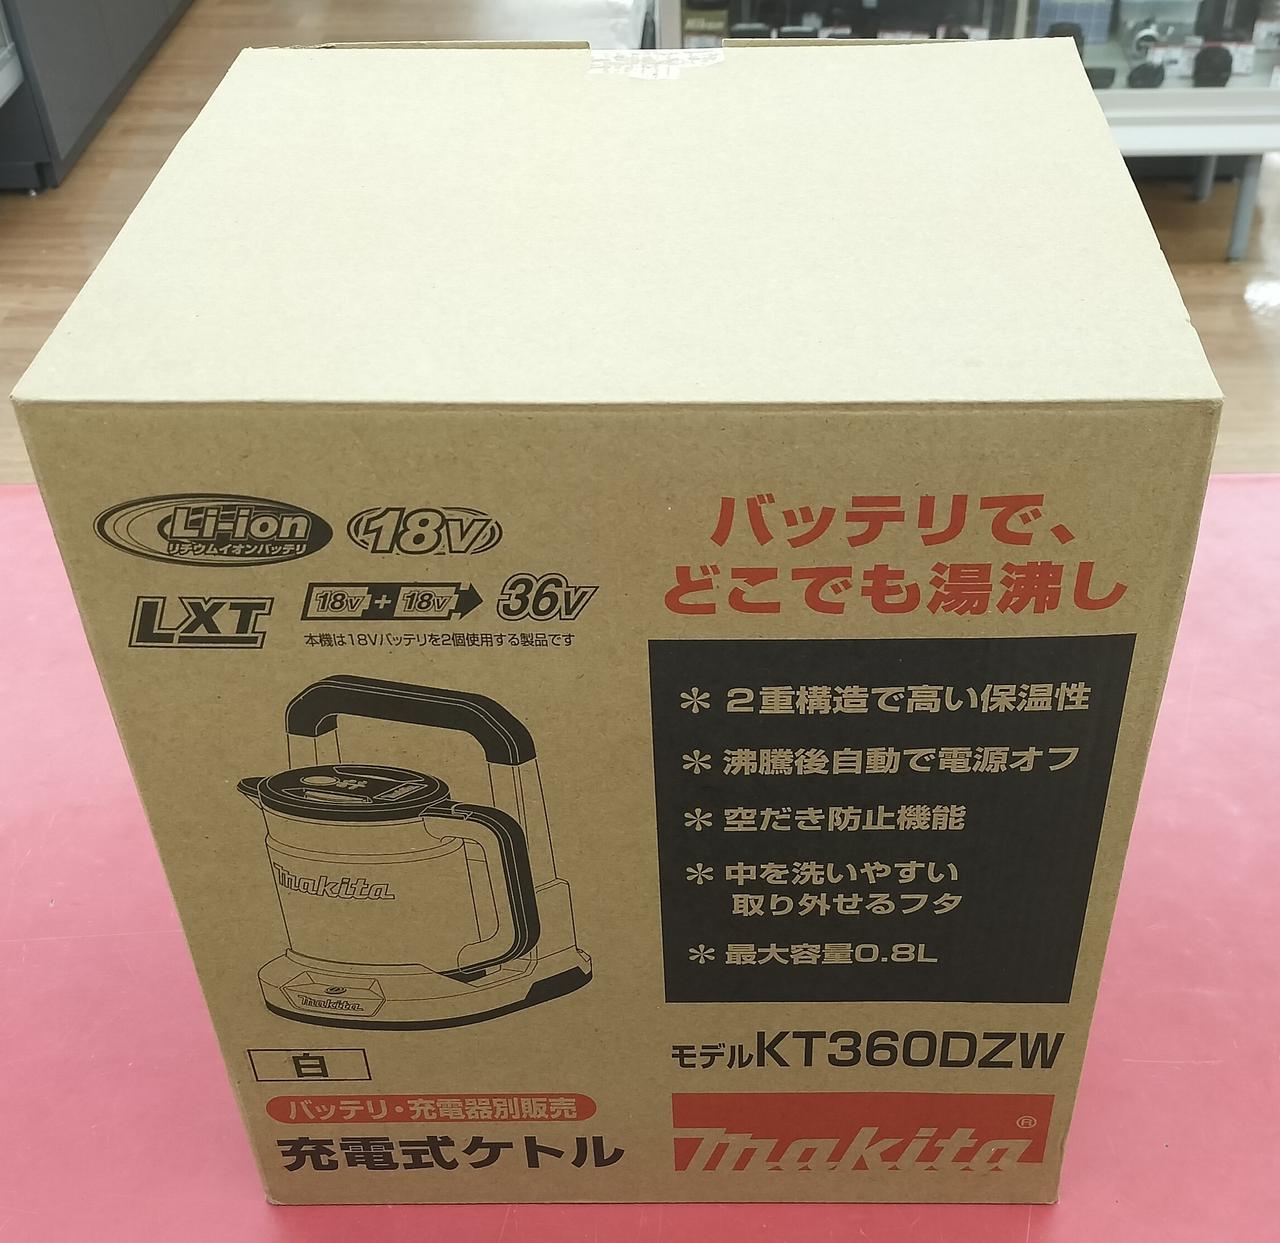 Li-ion
リチウムイオンバッテリ
18V
LXT
18V + 18V
36V
本機は18Vバッテリを2個使用する製品です
バッテリで、
どこでも湯沸し
＊ 2重構造で高い保温性
＊ 沸騰後自動で電源オフ
＊ 空だき防止機能
＊ 中を洗いやすい
取り外せるフタ
＊ 最大容量0.8L
makita
makita
白
バッテリ・充電器別販売
充電式ケトル
モデルKT360DZW
makita®